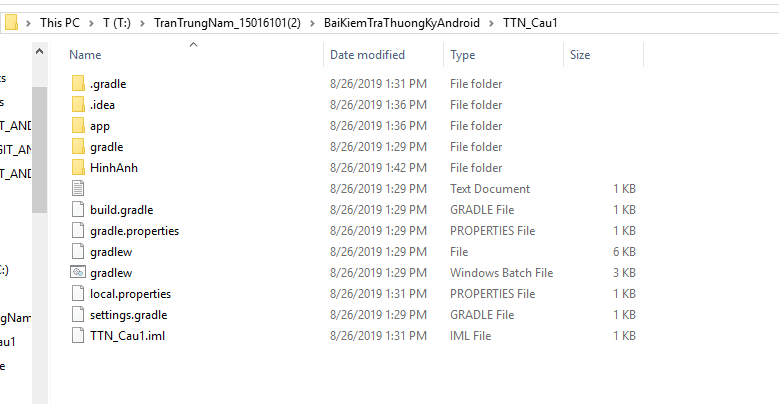 This PC > T (T:) > TranTrungNam_15016101(2) > BaiKiemTraThuongKyAndroid > TTN_Cau1
Name Date modified Type Size
.gradle 8/26/2019 1:31 PM File folder
.idea 8/26/2019 1:36 PM File folder
app 8/26/2019 1:36 PM File folder
gradle 8/26/2019 1:29 PM File folder
HinhAnh 8/26/2019 1:42 PM File folder
8/26/2019 1:29 PM Text Document 1 KB
build.gradle 8/26/2019 1:29 PM GRADLE File 1 KB
gradle.properties 8/26/2019 1:29 PM PROPERTIES File 1 KB
gradlew 8/26/2019 1:29 PM File 6 KB
gradlew 8/26/2019 1:29 PM Windows Batch File 3 KB
local.properties 8/26/2019 1:31 PM PROPERTIES File 1 KB
settings.gradle 8/26/2019 1:29 PM GRADLE File 1 KB
TTN_Cau1.iml 8/26/2019 1:31 PM IML File 1 KB